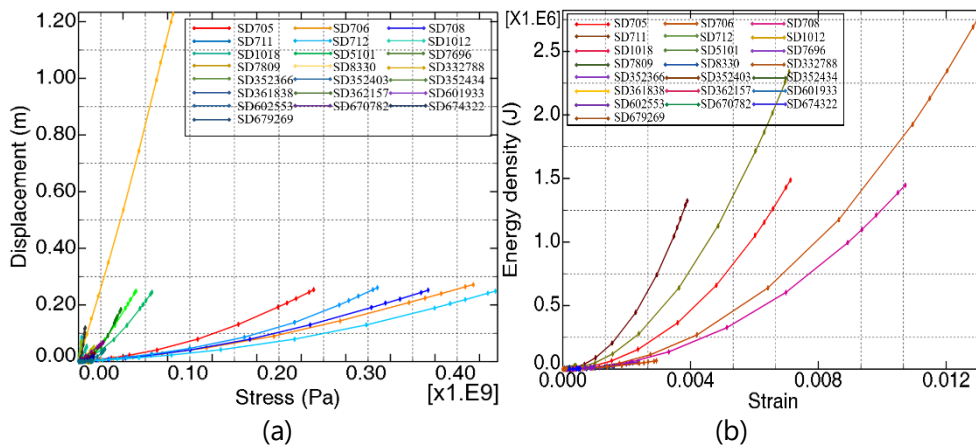 [X1.E6]
SD705 SD706 SD708
SD711 SD712 SD1012
SD1018 SD5101 SD7696
SD7809 SD8330 SD332788
SD352366 SD352403 SD352434
SD361838 SD362157 SD601933
SD602553 SD670782 SD674322
SD679269
1.20
1.00
0.80
0.60
0.40
0.20
0.00
Displacement (m)
0.00 0.10 0.20 0.30 0.40
Stress (Pa) [x1.E9]
(a)
SD705 SD706 SD708
SD711 SD712 SD1012
SD1018 SD5101 SD7696
SD7809 SD8330 SD332788
SD352366 SD352403 SD352434
SD361838 SD362157 SD601933
SD602553 SD670782 SD674322
SD679269
2.5
2.0
1.5
1.0
0.5
0.0
Energy density (J)
0.000 0.004 0.008 0.012
Strain
(b)